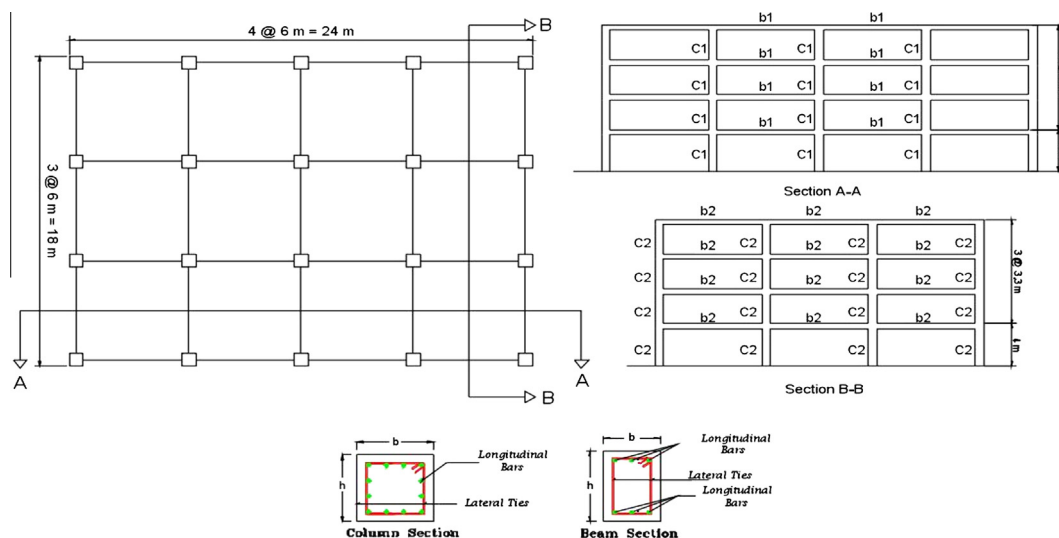 4 @ 6 m = 24 m
B
3 @ 6 m = 18 m
A
A
B
b1 b1
C1 b1 C1 b1 C1
C1 b1 C1 b1 C1
C1 b1 C1 b1 C1
C1 C1 C1
Section A-A
b2 b2 b2
C2 b2 C2 b2 C2 b2 C2
C2 b2 C2 b2 C2 b2 C2
C2 b2 C2 b2 C2 b2 C2
C2 C2 C2 C2
3 @ 3.3 m
4 m
Section B-B
b
h
Longitudinal
Bars
Lateral Ties
Column Section
b
h
Longitudinal
Bars
Lateral Ties
Longitudinal
Bars
Beam Section